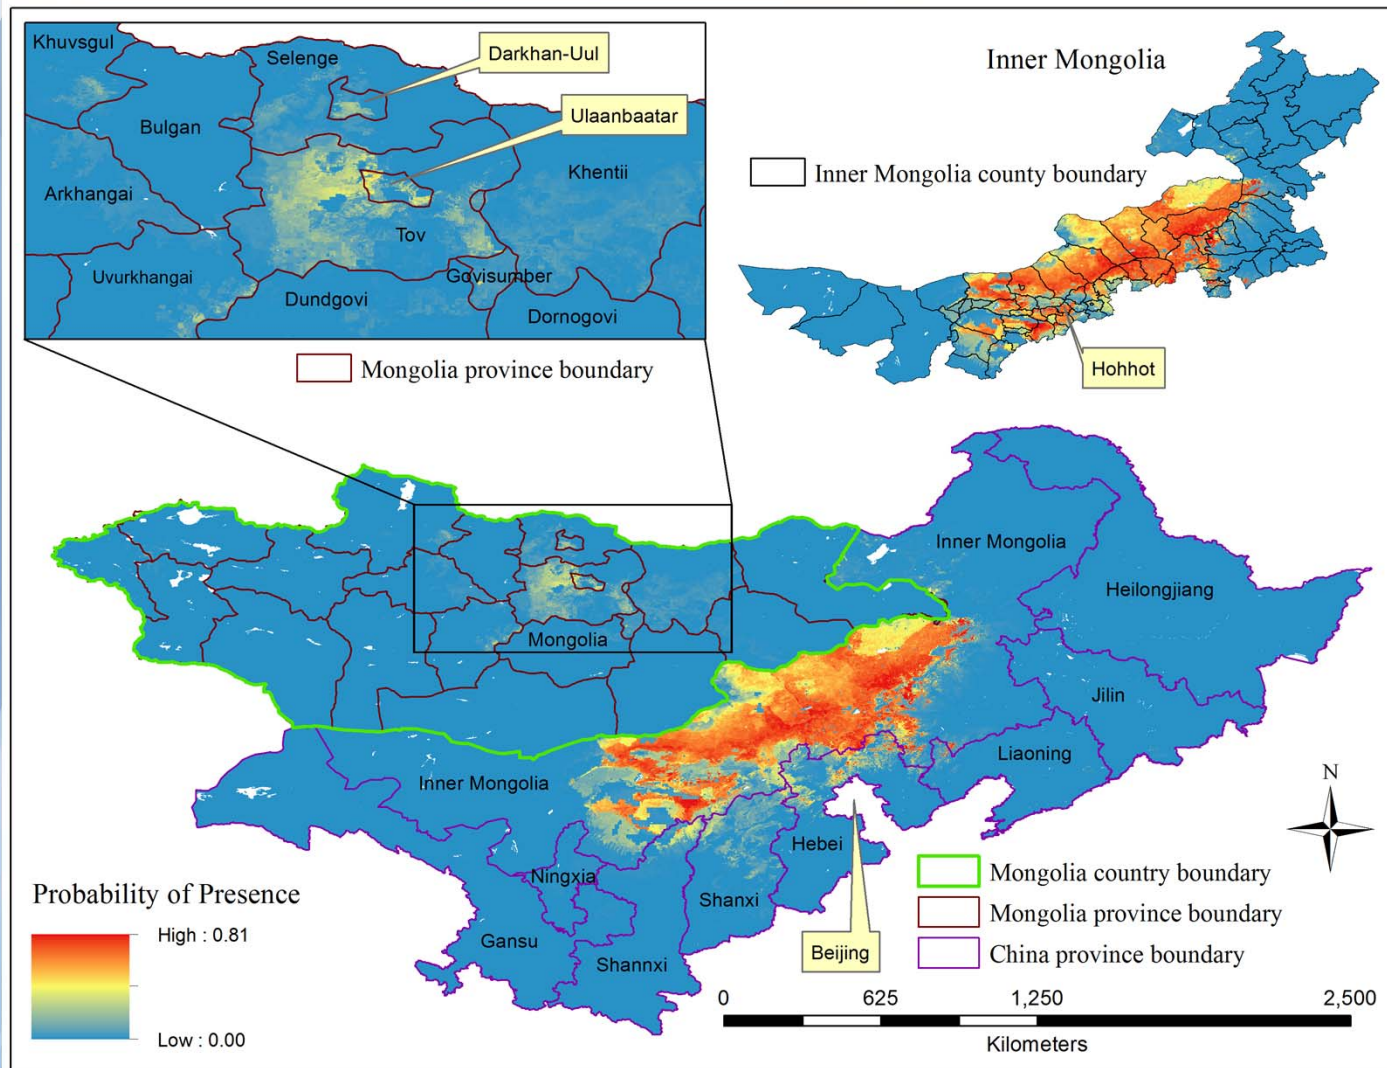 Khuvsgul
Selenge
Darkhan-Uul
Bulgan
Ulaanbaatar
Arkhangai
Khentii
Tov
Uvurkhangai
Govisumber
Dundgovi
Dornogovi
Mongolia province boundary
Inner Mongolia
Inner Mongolia county boundary
Hohhot
Inner Mongolia
Heilongjiang
Mongolia
Jilin
Liaoning
Inner Mongolia
Hebei
Ningxia
Shanxi
Gansu
Shannxi
Beijing
N
Probability of Presence
High : 0.81
Low : 0.00
Mongolia country boundary
Mongolia province boundary
China province boundary
0 625 1,250 2,500
Kilometers